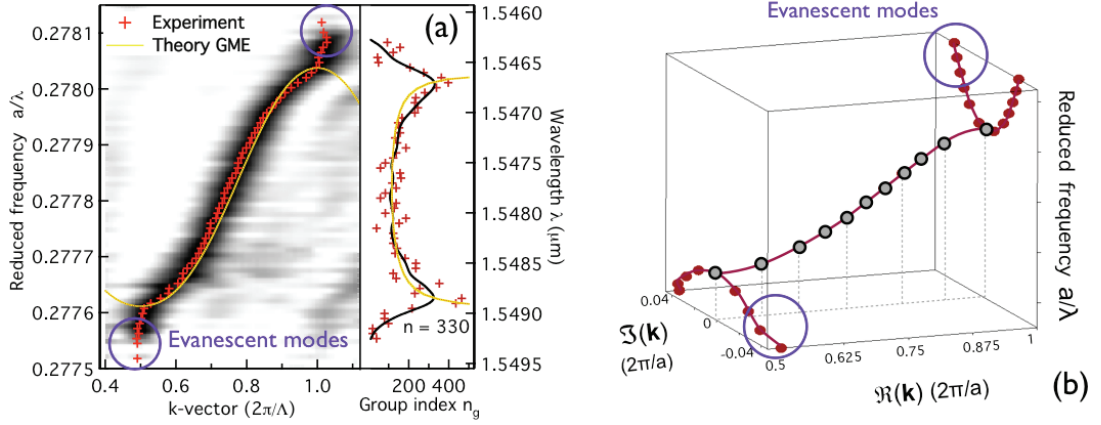 Experiment
Theory GME
(a)
Reduced frequency a/λ
0.2781
0.2780
0.2779
0.2778
0.2777
0.2776
0.2775
0.4 0.6 0.8 1.0
k-vector (2π/Λ)
Evanescent modes
n = 330
200 400
Group index ng
1.5460
1.5465
1.5470
1.5475
1.5480
1.5485
1.5490
1.5495
Wavelength λ (μm)
Evanescent modes
Reduced frequency a/λ
0.04
0
-0.04
ℑ(k)
(2π/a)
0.5 0.625 0.75 0.875 1
ℜ(k) (2π/a)
(b)